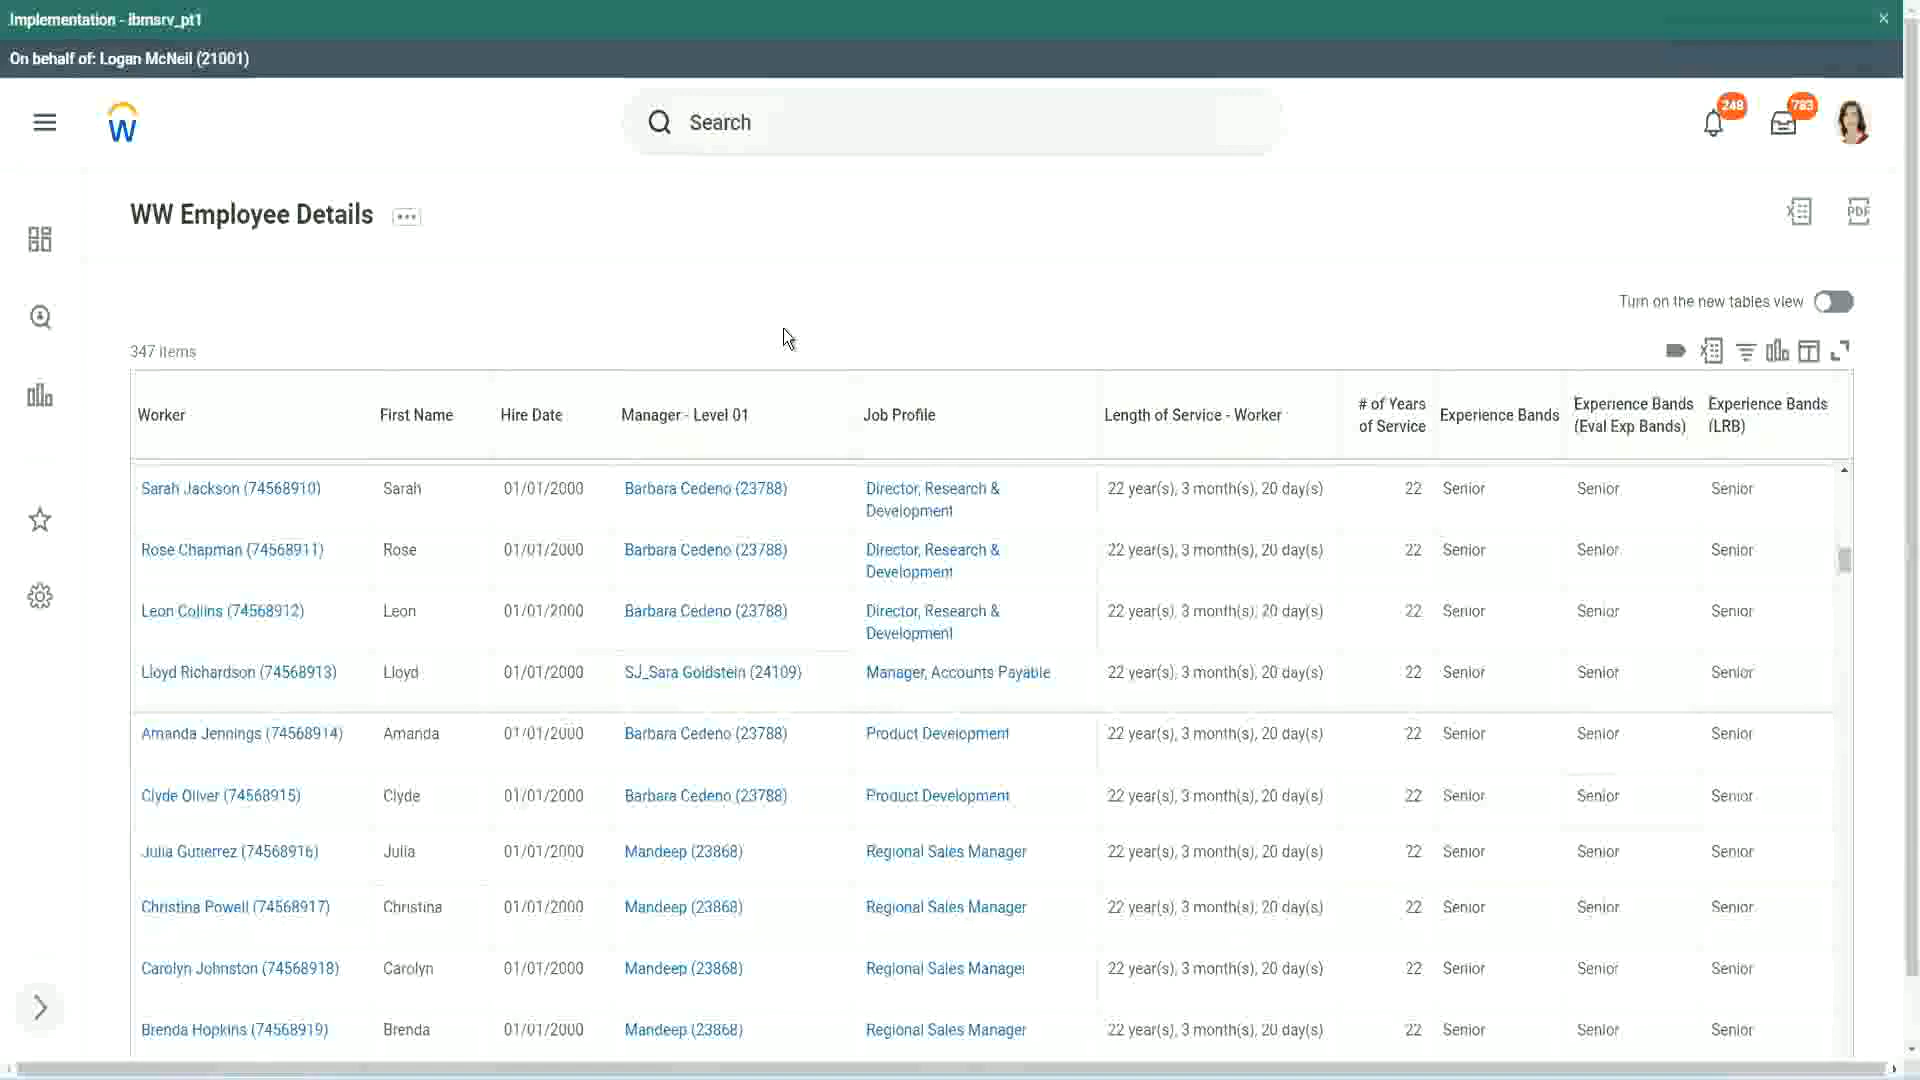 Implementation - ibmsrv_pt1
On behalf of: Logan McNeil (21001)
W
Search
248
783
WW Employee Details
X
PDF
Turn on the new tables view
347 items
X
Worker First Name Hire Date Manager - Level 01 Job Profile Length of Service - Worker # of Years of Service Experience Bands Experience Bands (Eval Exp Bands) Experience Bands (LRB)
Sarah Jackson (74568910) Sarah 01/01/2000 Barbara Cedeno (23788) Director, Research & Development 22 year(s), 3 month(s), 20 day(s) 22 Senior Senior Senior
Rose Chapman (74568911) Rose 01/01/2000 Barbara Cedeno (23788) Director, Research & Development 22 year(s), 3 month(s), 20 day(s) 22 Senior Senior Senior
Leon Collins (74568912) Leon 01/01/2000 Barbara Cedeno (23788) Director, Research & Development 22 year(s), 3 month(s), 20 day(s) 22 Senior Senior Senior
Lloyd Richardson (74568913) Lloyd 01/01/2000 SJ_Sara Goldstein (24109) Manager, Accounts Payable 22 year(s), 3 month(s), 20 day(s) 22 Senior Senior Senior
Amanda Jennings (74568914) Amanda 01/01/2000 Barbara Cedeno (23788) Product Development 22 year(s), 3 month(s), 20 day(s) 22 Senior Senior Senior
Clyde Oliver (74568915) Clyde 01/01/2000 Barbara Cedeno (23788) Product Development 22 year(s), 3 month(s), 20 day(s) 22 Senior Senior Senior
Julia Gutierrez (74568916) Julia 01/01/2000 Mandeep (23868) Regional Sales Manager 22 year(s), 3 month(s), 20 day(s) 22 Senior Senior Senior
Christina Powell (74568917) Christina 01/01/2000 Mandeep (23868) Regional Sales Manager 22 year(s), 3 month(s), 20 day(s) 22 Senior Senior Senior
Carolyn Johnston (74568918) Carolyn 01/01/2000 Mandeep (23868) Regional Sales Manager 22 year(s), 3 month(s), 20 day(s) 22 Senior Senior Senior
Brenda Hopkins (74568919) Brenda 01/01/2000 Mandeep (23868) Regional Sales Manager 22 year(s), 3 month(s), 20 day(s) 22 Senior Senior Senior